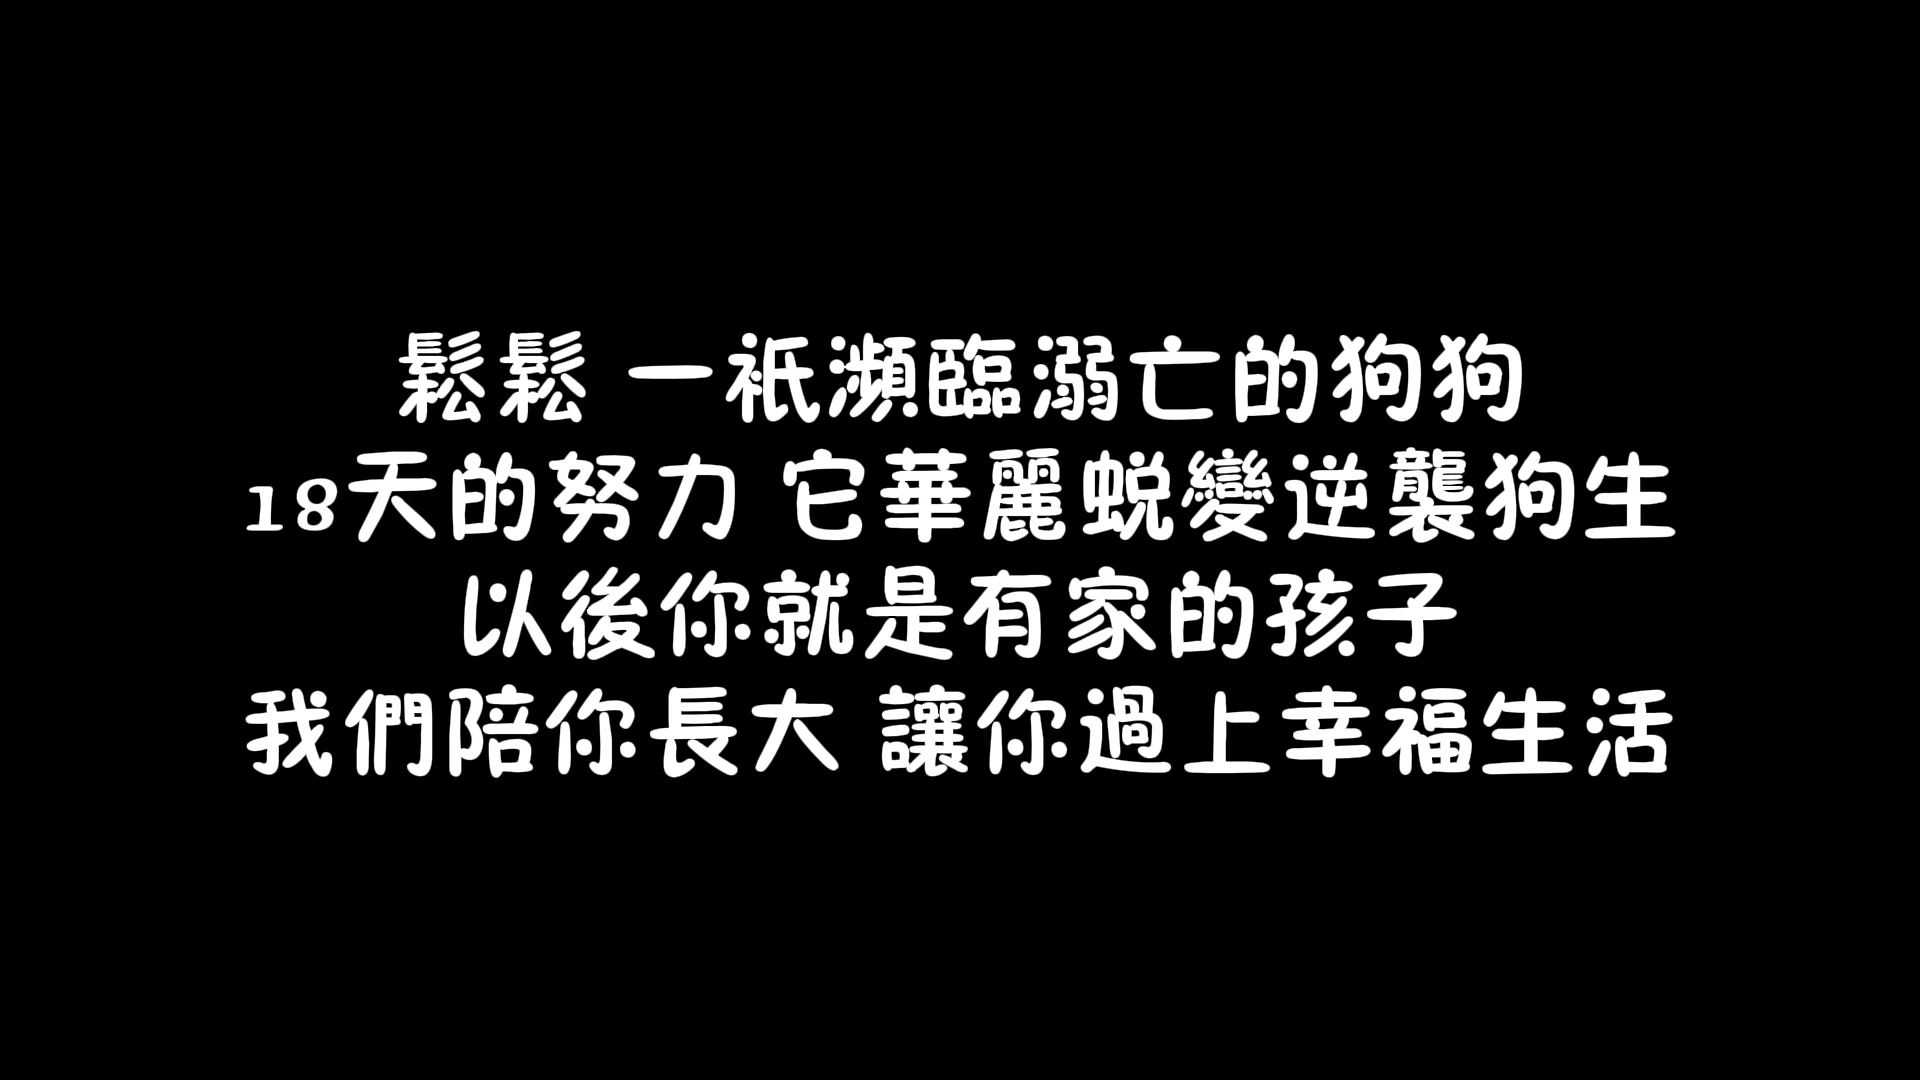 鬆鬆 一衹瀕臨溺亡的狗狗
18天的努力 它華麗蛻變逆襲狗生
以後你就是有家的孩子
我們陪你長大 讓你過上幸福生活